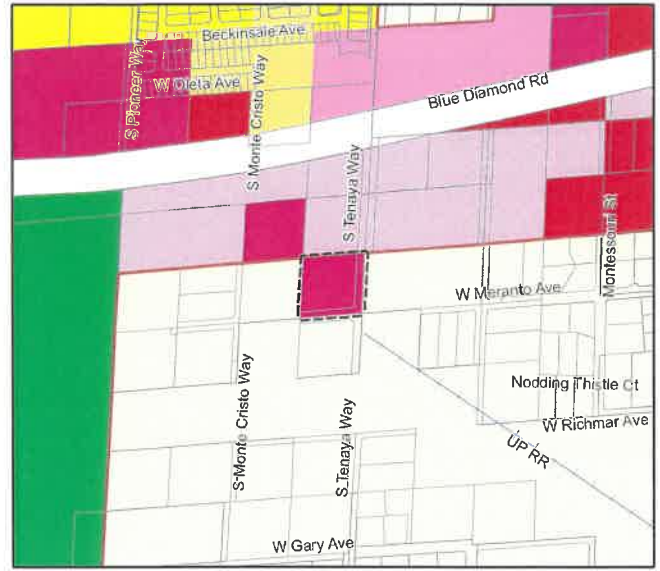 Beckinsale Ave
S Pioneer Way
W Dieta Ave
S Monte Cristo Way
Blue Diamond Rd
S Tenaya Way
Montessouri St
W Meranto Ave
S Monte Cristo Way
S Tenaya Way
Nodding Thistle Ct
W Richmar Ave
UP RR
W Gary Ave